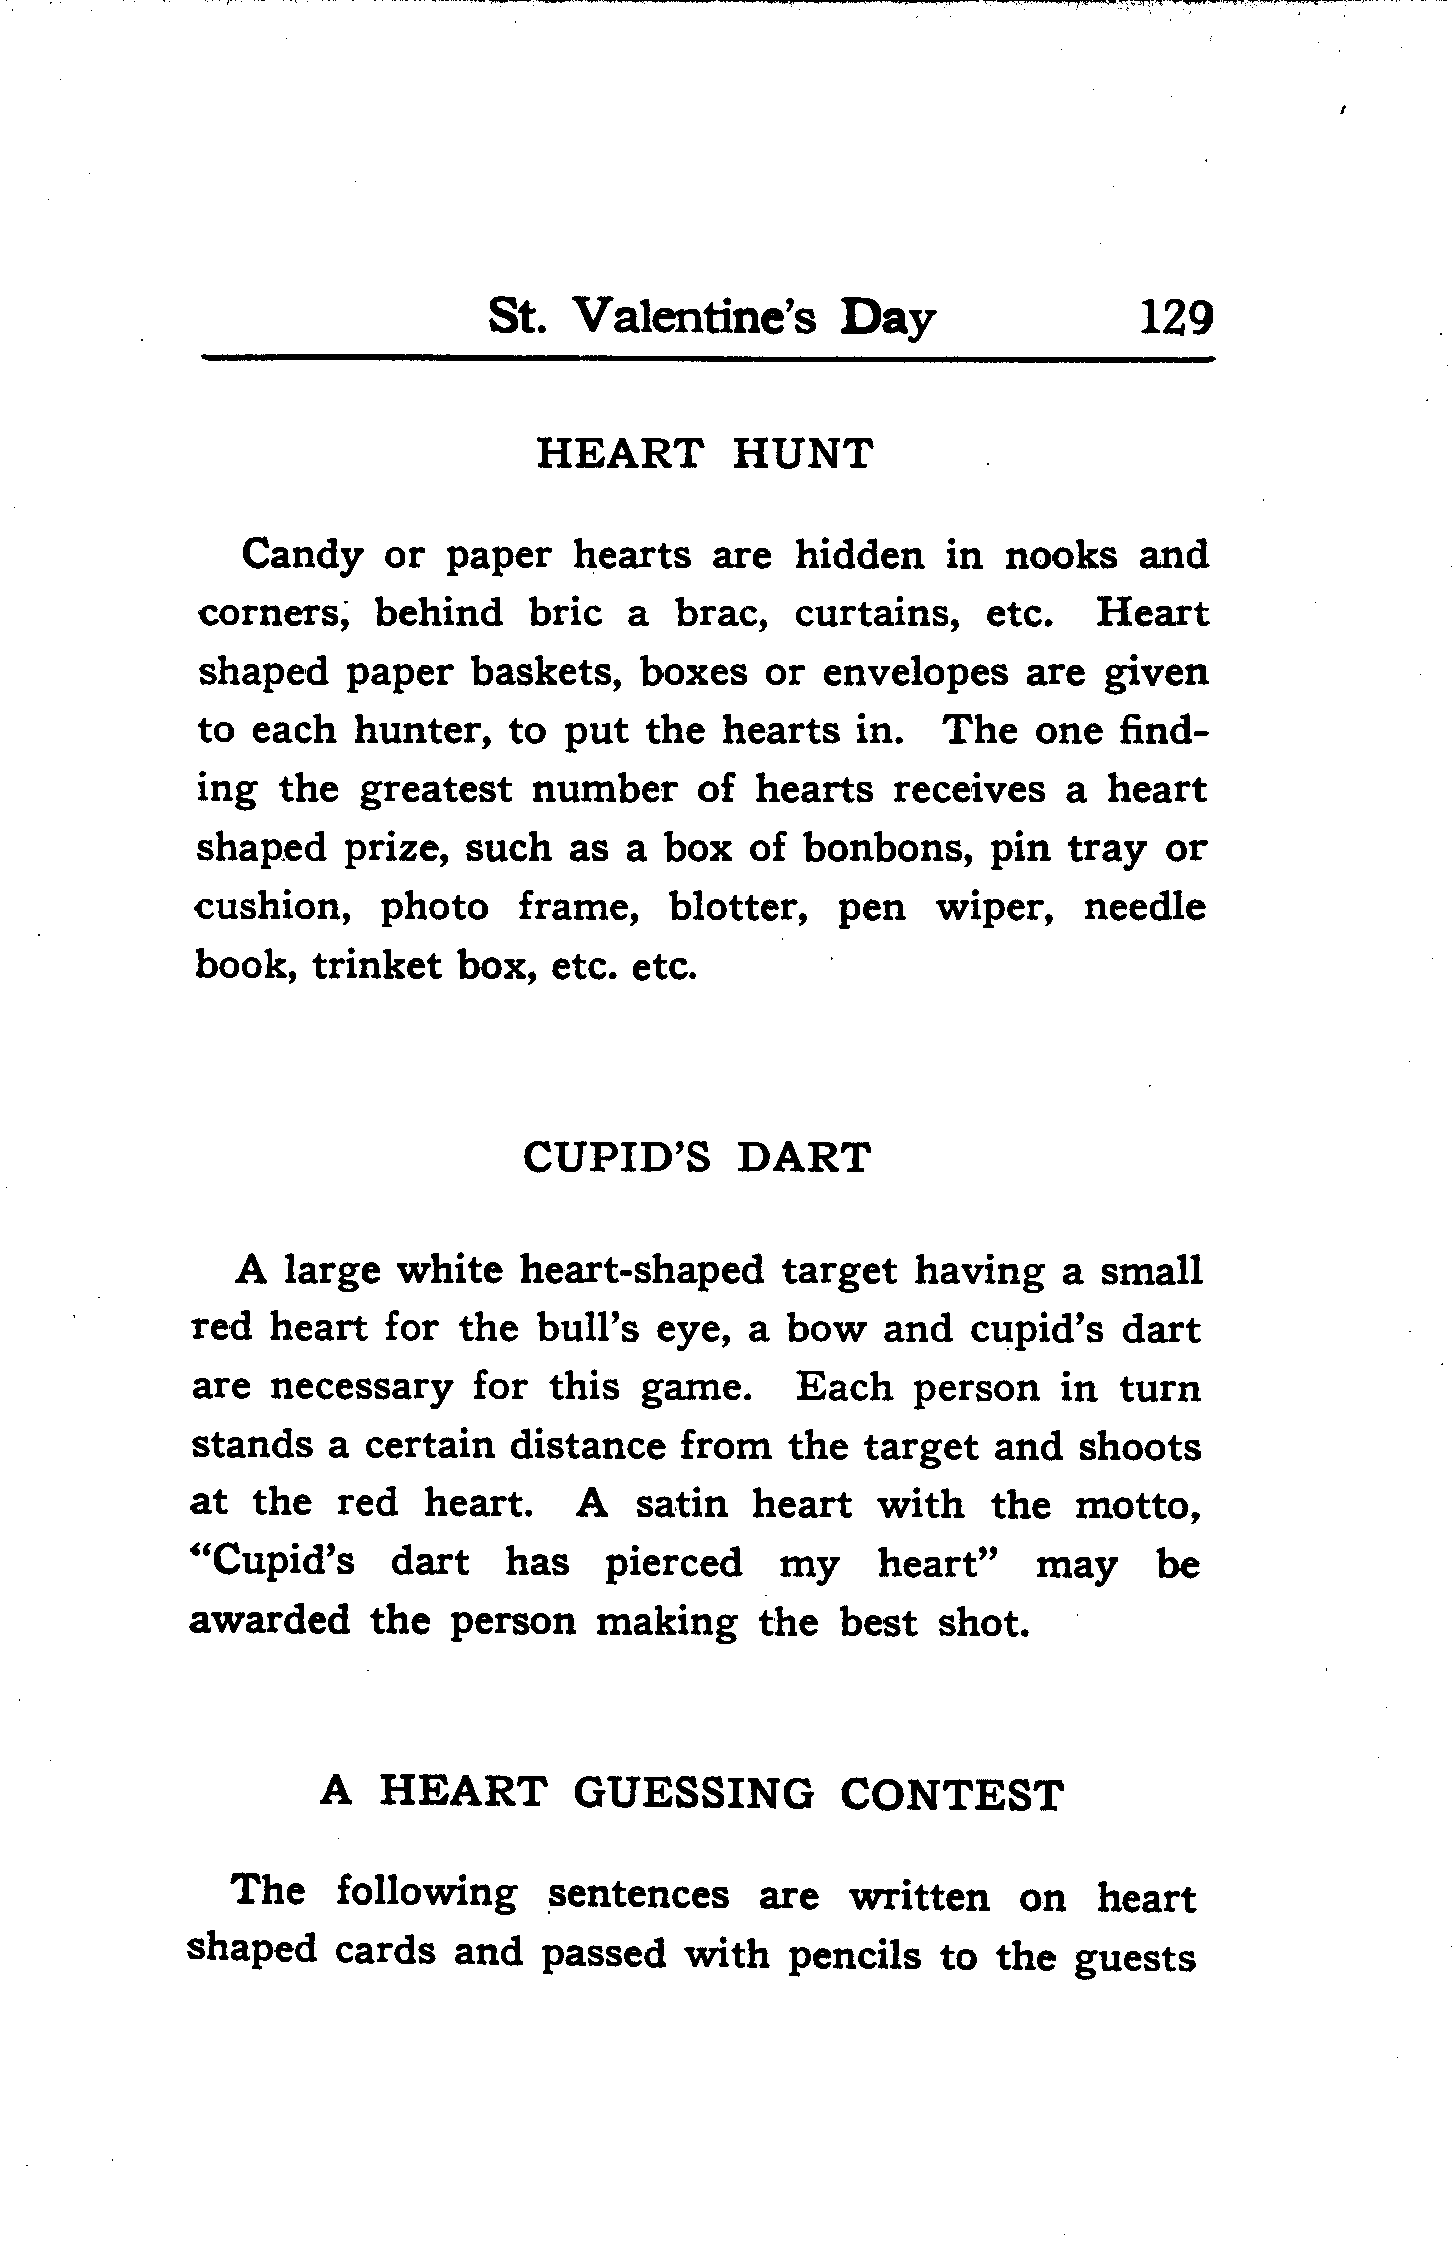 St. Valentine's Day 129
HEART HUNT
Candy or paper hearts are hidden in nooks and
corners, behind bric a brac, curtains, etc. Heart
shaped paper baskets, boxes or envelopes are given
to each hunter, to put the hearts in. The one find-
ing the greatest number of hearts receives a heart
shaped prize, such as a box of bonbons, pin tray or
cushion, photo frame, blotter, pen wiper, needle
book, trinket box, etc. etc.
CUPID'S DART
A large white heart-shaped target having a small
red heart for the bull's eye, a bow and cupid's dart
are necessary for this game. Each person in turn
stands a certain distance from the target and shoots
at the red heart. A satin heart with the motto,
"Cupid's dart has pierced my heart" may be
awarded the person making the best shot.
A HEART GUESSING CONTEST
The following sentences are written on heart
shaped cards and passed with pencils to the guests